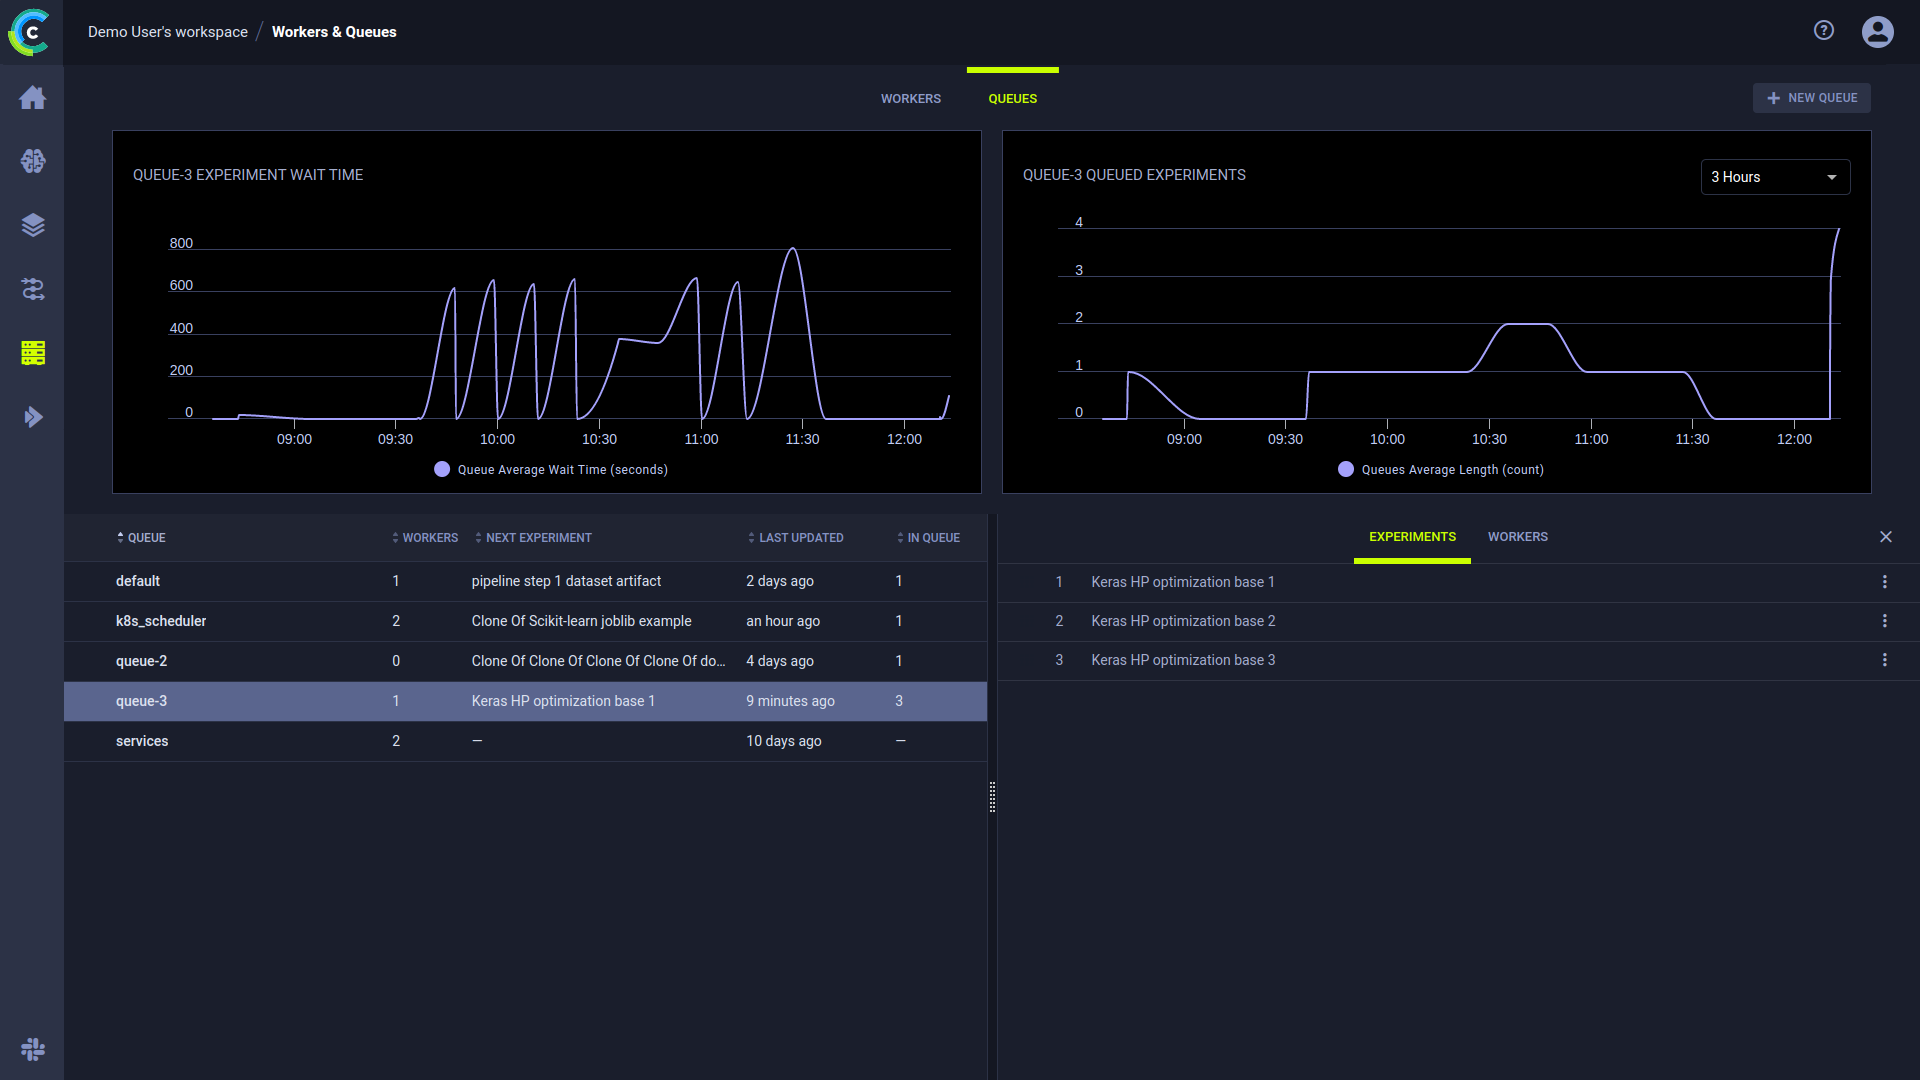 C
Demo User's workspace / Workers & Queues
?
WORKERS QUEUES
NEW QUEUE
QUEUE-3 EXPERIMENT WAIT TIME
800
600
400
200
0
09:00 09:30 10:00 10:30 11:00 11:30 12:00
Queue Average Wait Time (seconds)
QUEUE-3 QUEUED EXPERIMENTS
3 Hours
4
3
2
1
0
09:00 09:30 10:00 10:30 11:00 11:30 12:00
Queues Average Length (count)
QUEUE WORKERS NEXT EXPERIMENT LAST UPDATED IN QUEUE
default 1 pipeline step 1 dataset artifact 2 days ago 1
k8s_scheduler 2 Clone Of Scikit-learn joblib example an hour ago 1
queue-2 0 Clone Of Clone Of Clone Of Clone Of do... 4 days ago 1
queue-3 1 Keras HP optimization base 1 9 minutes ago 3
services 2 — 10 days ago —
EXPERIMENTS WORKERS
1 Keras HP optimization base 1
2 Keras HP optimization base 2
3 Keras HP optimization base 3